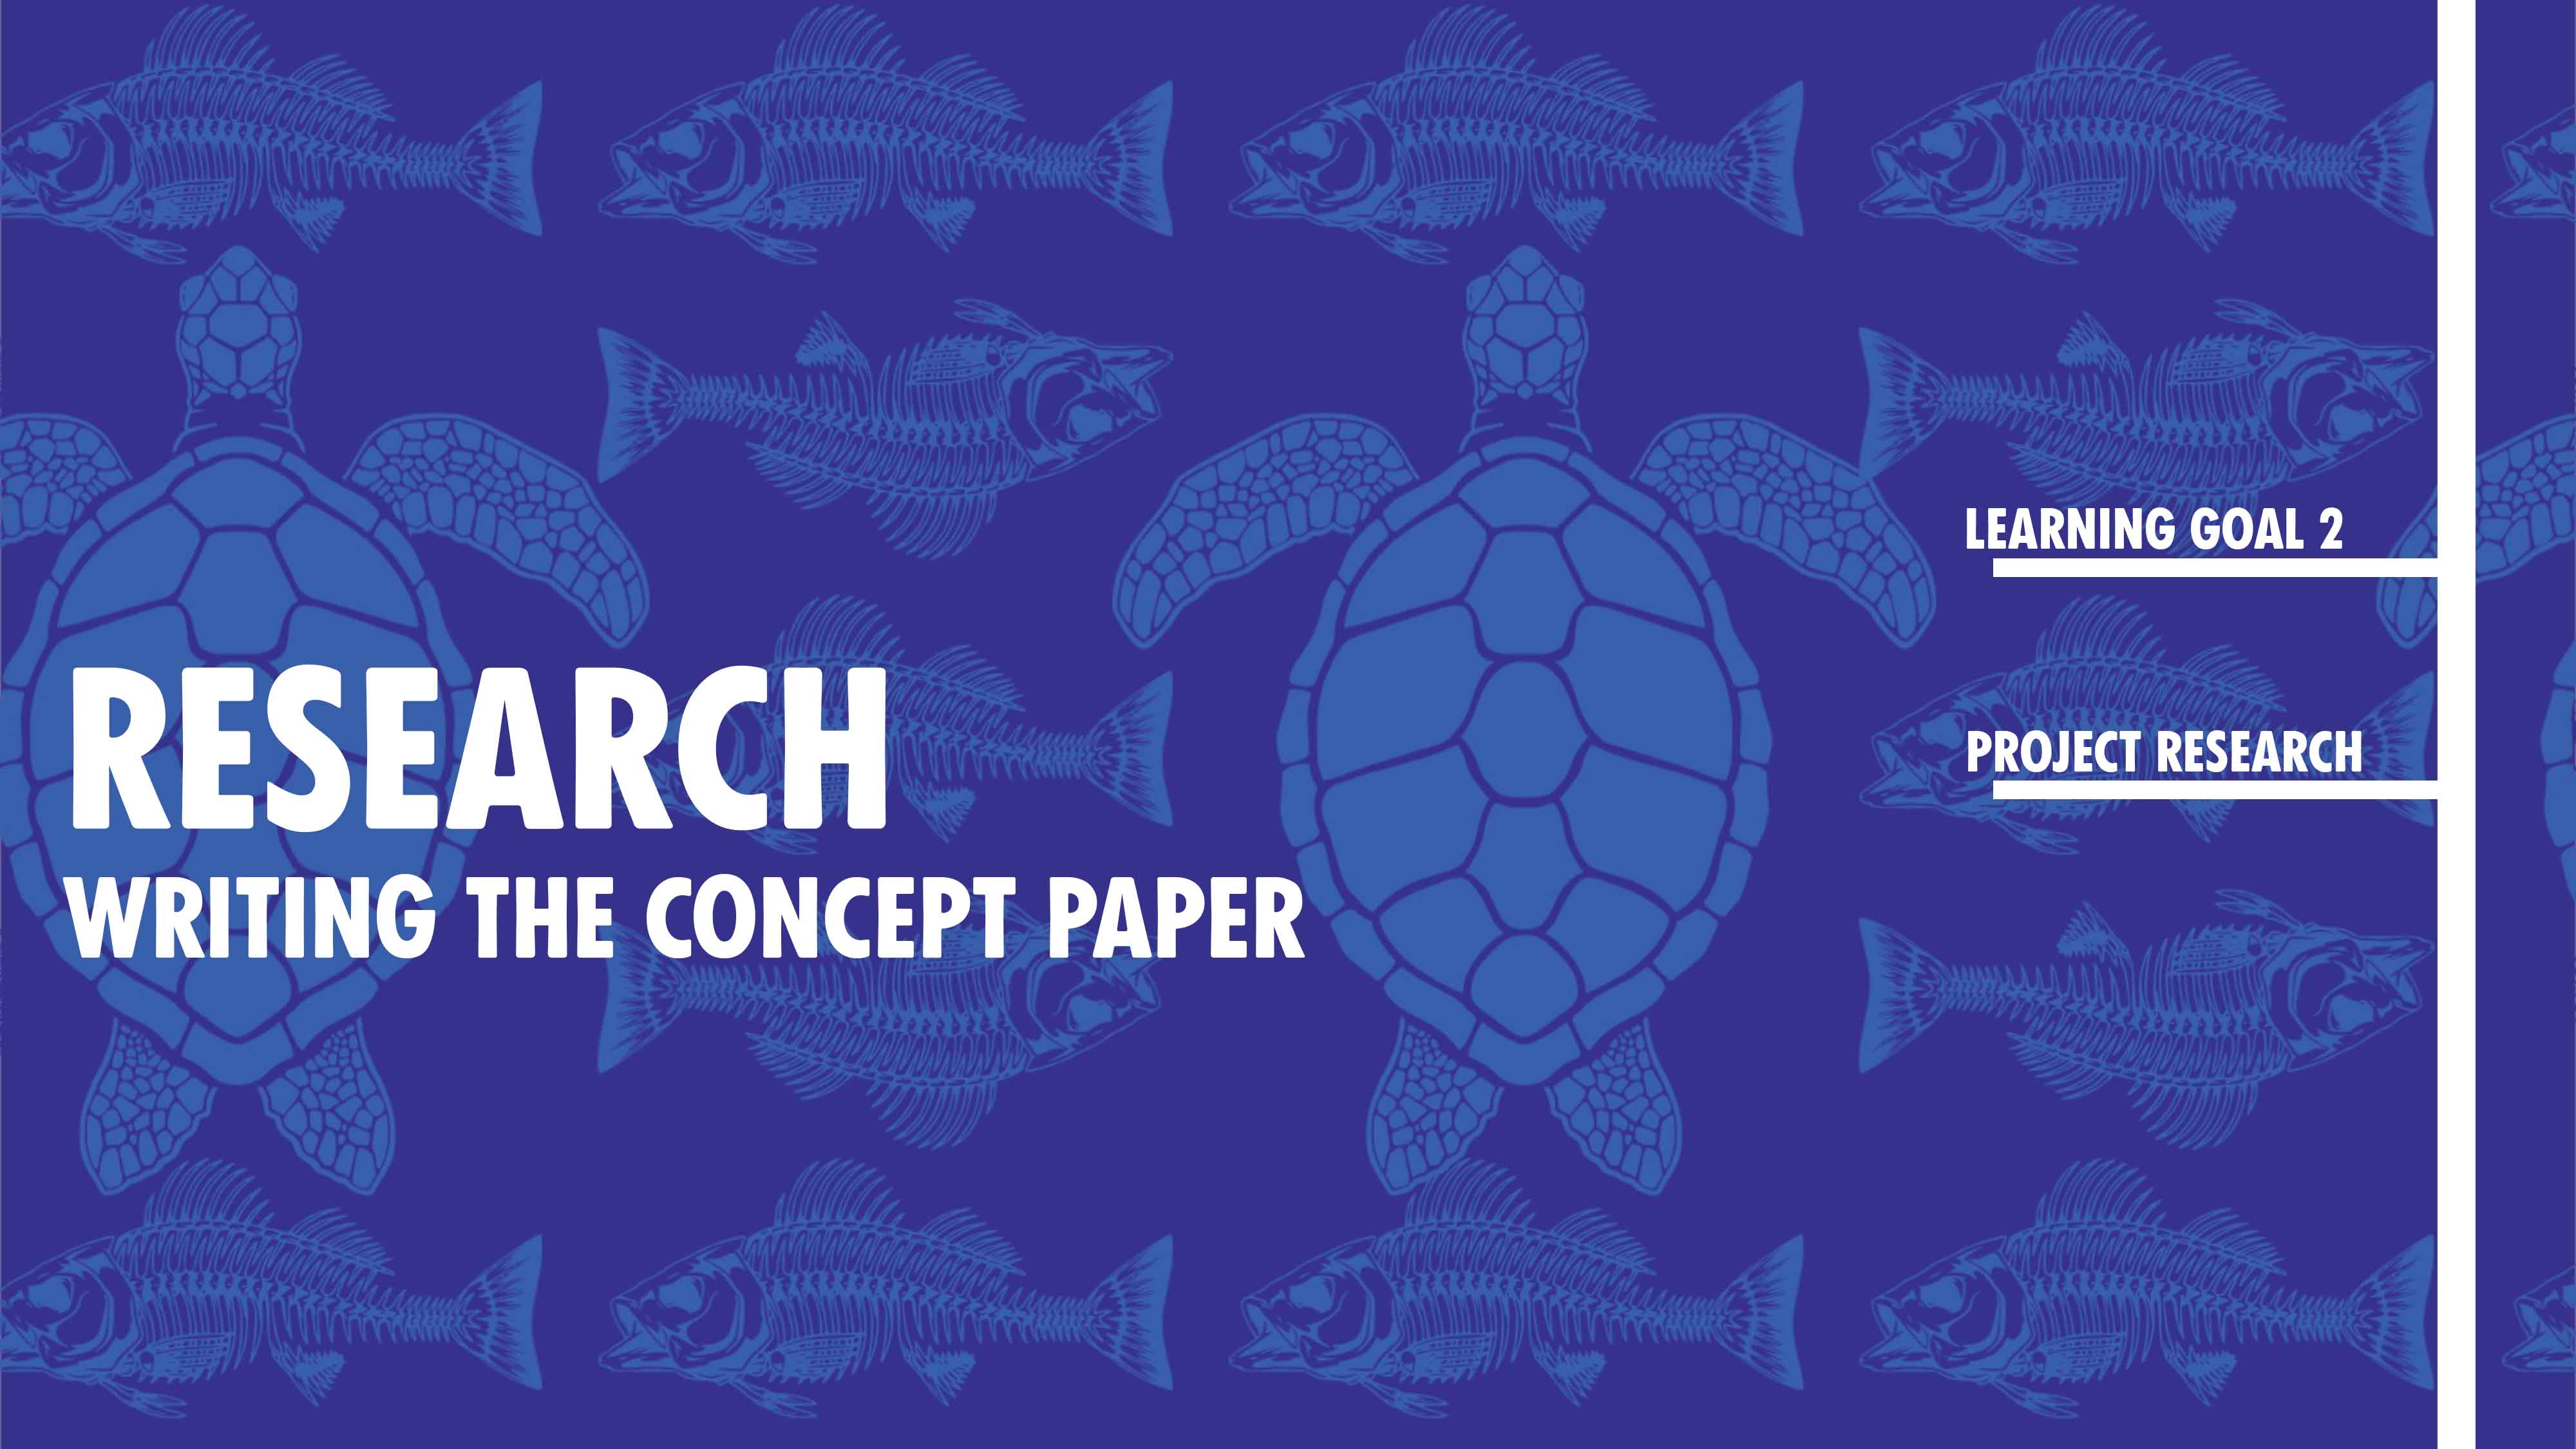 RESEARCH
WRITING THE CONCEPT PAPER
LEARNING GOAL 2
PROJECT RESEARCH